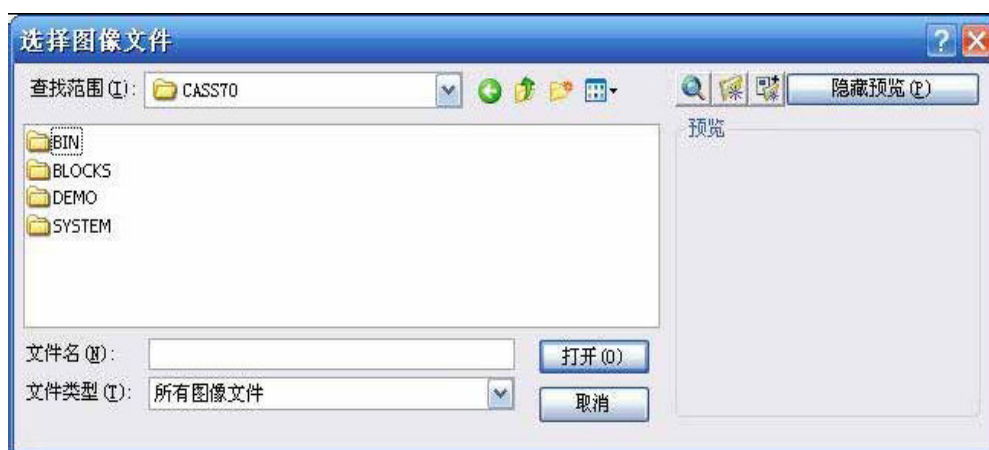 选择图像文件
查找范围(I): CASS70 隐藏预览(P)
预览
BIN
BLOCKS
DEMO
SYSTEM
文件名(N): 打开(O)
文件类型(T): 所有图像文件 取消